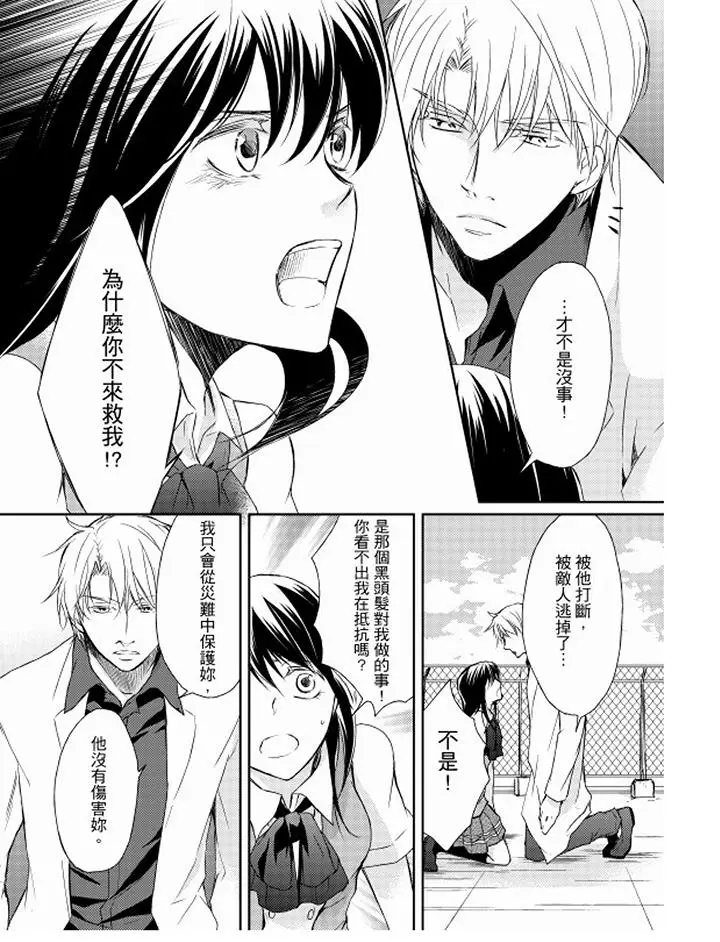 …才不是沒事！
為什麼你不來救我!?
被他打斷，
被敵人逃掉了…
不是！
是那個黑頭髮對我做的事！
你看不出我在抵抗嗎？
我只會從災難中保護妳，
他沒有傷害妳。